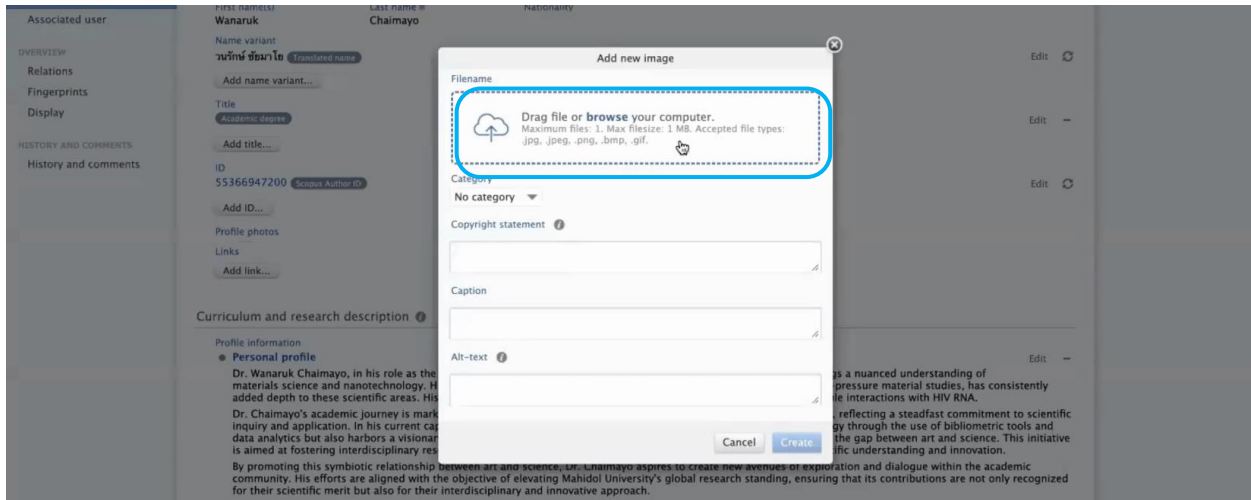 Associated user
OVERVIEW
Relations
Fingerprints
Display
HISTORY AND COMMENTS
History and comments
First name(s)
Last name
Nationality
Wanaruk
Chaimayo
Name variant
วนรักษ์ ชัยมาโย Translated name
Edit
Add name variant...
Title
Academic degree
Edit
Add title...
ID
55366947200 Scopus Author ID
Edit
Add ID...
Profile photos
Links
Add link...
Curriculum and research description
Profile information
Personal profile
Edit
Dr. Wanaruk Chaimayo, in his role as the
gs a nuanced understanding of
materials science and nanotechnology. H
pressure material studies, has consistently
added depth to these scientific areas. His
le interactions with HIV RNA.
Dr. Chaimayo's academic journey is mark
, reflecting a steadfast commitment to scientific
inquiry and application. In his current cap
gy through the use of bibliometric tools and
data analytics but also harbors a visionar
the gap between art and science. This initiative
is aimed at fostering interdisciplinary res
ific understanding and innovation.
By promoting this symbiotic relationship between art and science, Dr. Chaimayo aspires to create new avenues of exploration and dialogue within the academic
community. His efforts are aligned with the objective of elevating Mahidol University's global research standing, ensuring that its contributions are not only recognized
for their scientific merit but also for their interdisciplinary and innovative approach.
Add new image
Filename
Drag file or browse your computer.
Maximum files: 1. Max filesize: 1 MB. Accepted file types:
.jpg, .jpeg, .png, .bmp, .gif.
Category
No category
Copyright statement
Caption
Alt-text
Cancel
Create